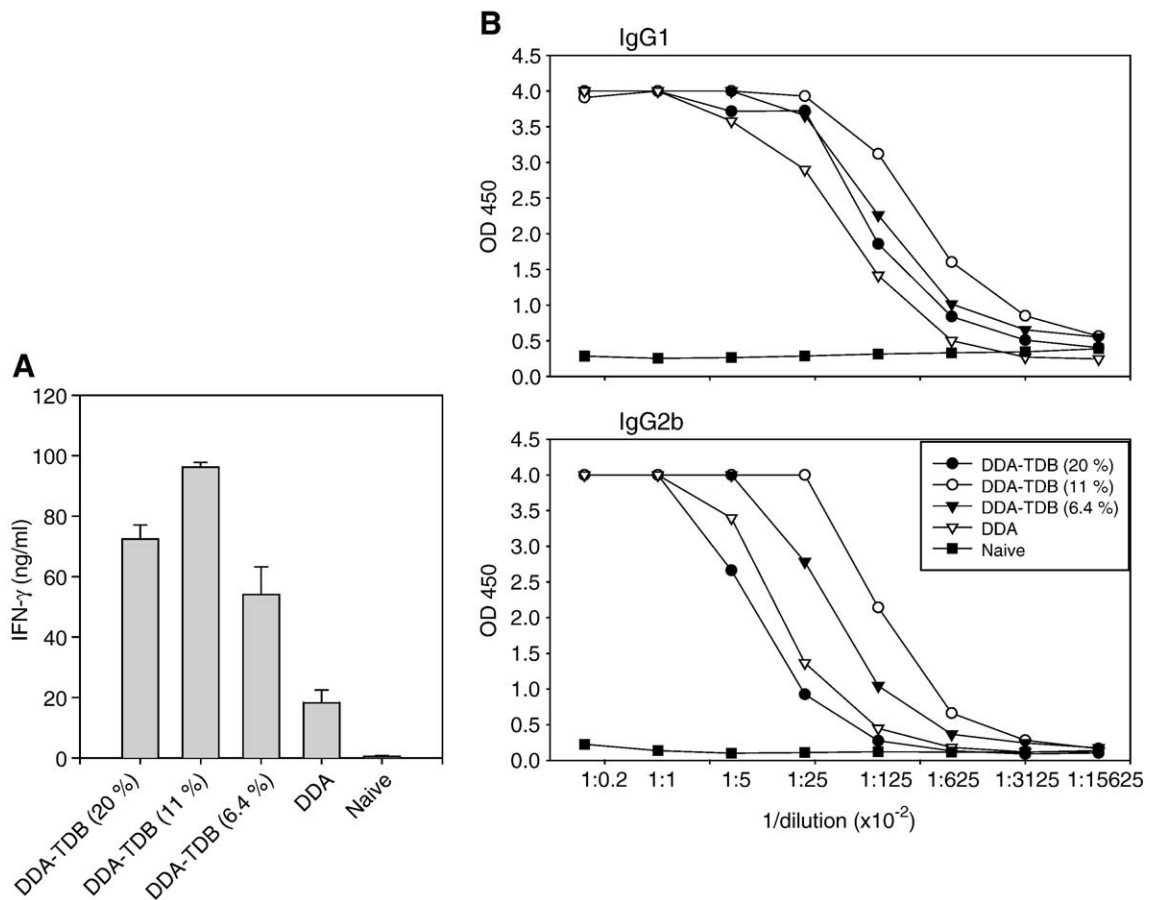 A
120
100
80
60
40
20
0
IFN-γ (ng/ml)
DDA-TDB (20 %)
DDA-TDB (11 %)
DDA-TDB (6.4 %)
DDA
Naive
B
IgG1
4.5
4.0
3.5
3.0
2.5
2.0
1.5
1.0
0.5
0.0
OD 450
IgG2b
4.5
4.0
3.5
3.0
2.5
2.0
1.5
1.0
0.5
0.0
OD 450
DDA-TDB (20 %)
DDA-TDB (11 %)
DDA-TDB (6.4 %)
DDA
Naive
1:0.2 1:1 1:5 1:25 1:125 1:625 1:3125 1:15625
1/dilution (x10⁻²)